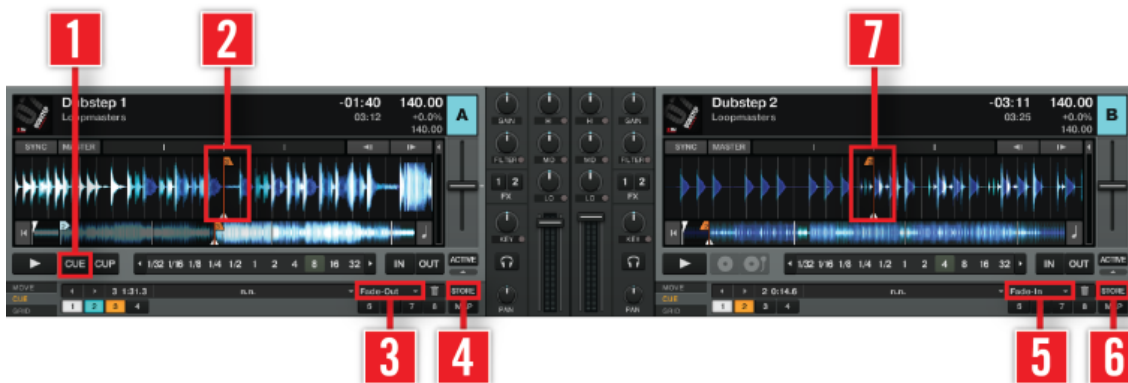 1 2 7
Dubstep 1 -01:40 140.00 A
Loopmasters 03:12 +0.0%
140.00
SYNC MASTER
CUE CUP 1/32 1/16 1/8 1/4 1/2 1 2 4 8 16 32 IN OUT ACTIVE
MOVE
CUE 3 1:31.3 n.n. Fade-Out STORE
GRID 1 2 3 4 5 6 7 8 MAP
GAIN HI HI GAIN
FILTER MID MID FILTER
1 2 LO LO 1 2
FX FX
KEY KEY
PAN PAN
Dubstep 2 -03:11 140.00 B
Loopmasters 03:25 +0.0%
140.00
SYNC MASTER
1/32 1/16 1/8 1/4 1/2 1 2 4 8 16 32 IN OUT ACTIVE
MOVE
CUE 2 0:14.6 n.n. Fade-In STORE
GRID 1 2 3 4 5 6 7 8 MAP
3 4 5 6